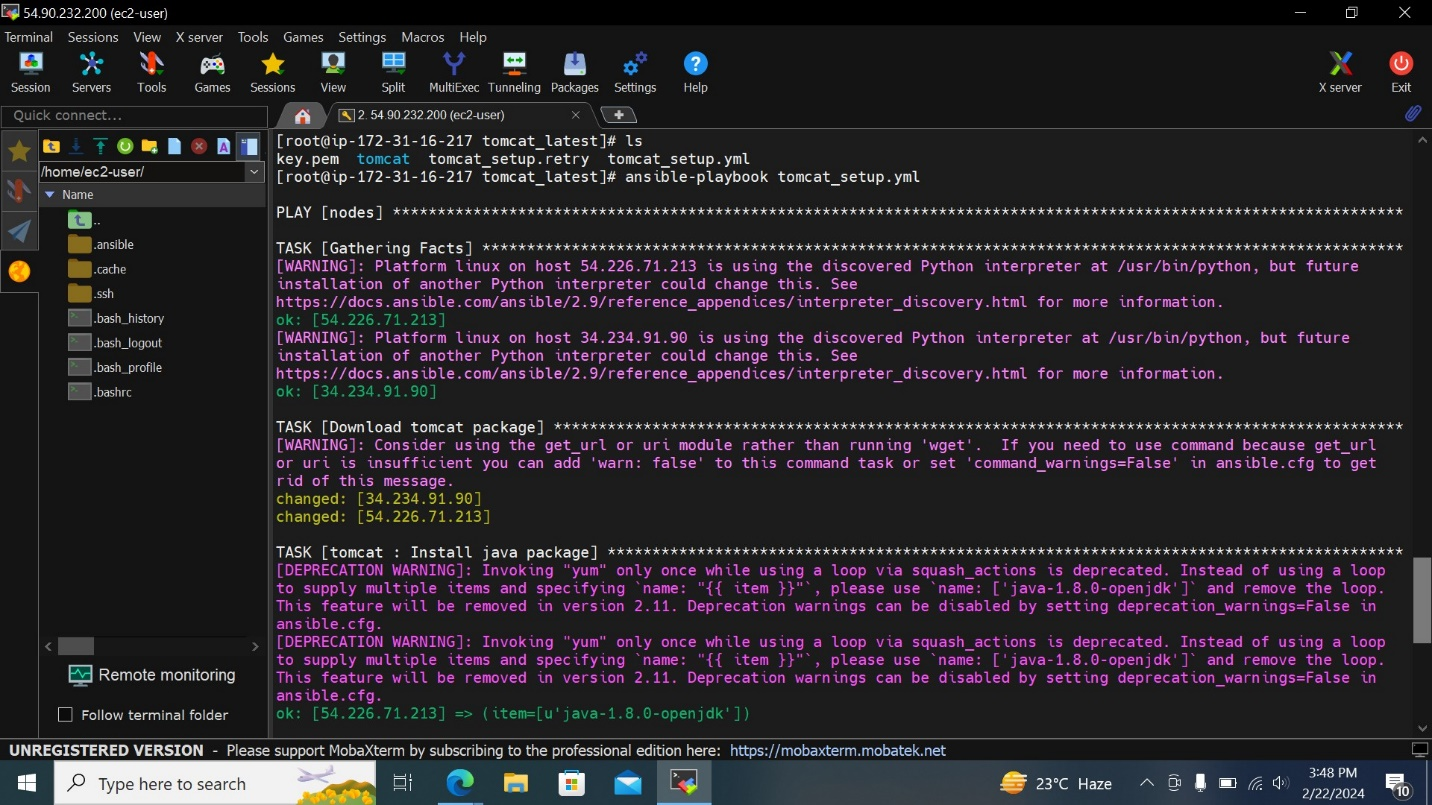 54.90.232.200 (ec2-user)
Terminal Sessions View X server Tools Games Settings Macros Help
Session Servers Tools Games Sessions View Split MultiExec Tunneling Packages Settings Help X server Exit
Quick connect...
2. 54.90.232.200 (ec2-user)
/home/ec2-user/
Name
..
.ansible
.cache
.ssh
.bash_history
.bash_logout
.bash_profile
.bashrc
Remote monitoring
Follow terminal folder
[root@ip-172-31-16-217 tomcat_latest]# ls
key.pem tomcat tomcat_setup.retry tomcat_setup.yml
[root@ip-172-31-16-217 tomcat_latest]# ansible-playbook tomcat_setup.yml
PLAY [nodes] *****************************************************************************************************************
TASK [Gathering Facts] *******************************************************************************************************
[WARNING]: Platform linux on host 54.226.71.213 is using the discovered Python interpreter at /usr/bin/python, but future
installation of another Python interpreter could change this. See
https://docs.ansible.com/ansible/2.9/reference_appendices/interpreter_discovery.html for more information.
ok: [54.226.71.213]
[WARNING]: Platform linux on host 34.234.91.90 is using the discovered Python interpreter at /usr/bin/python, but future
installation of another Python interpreter could change this. See
https://docs.ansible.com/ansible/2.9/reference_appendices/interpreter_discovery.html for more information.
ok: [34.234.91.90]
TASK [Download tomcat package] ***********************************************************************************************
[WARNING]: Consider using the get_url or uri module rather than running 'wget'.  If you need to use command because get_url
or uri is insufficient you can add 'warn: false' to this command task or set 'command_warnings=False' in ansible.cfg to get
rid of this message.
changed: [34.234.91.90]
changed: [54.226.71.213]
TASK [tomcat : Install java package] *****************************************************************************************
[DEPRECATION WARNING]: Invoking "yum" only once while using a loop via squash_actions is deprecated. Instead of using a loop
to supply multiple items and specifying `name: "{{ item }}"`, please use `name: ['java-1.8.0-openjdk']` and remove the loop.
This feature will be removed in version 2.11. Deprecation warnings can be disabled by setting deprecation_warnings=False in
ansible.cfg.
[DEPRECATION WARNING]: Invoking "yum" only once while using a loop via squash_actions is deprecated. Instead of using a loop
to supply multiple items and specifying `name: "{{ item }}"`, please use `name: ['java-1.8.0-openjdk']` and remove the loop.
This feature will be removed in version 2.11. Deprecation warnings can be disabled by setting deprecation_warnings=False in
ansible.cfg.
ok: [54.226.71.213] => (item=[u'java-1.8.0-openjdk'])
UNREGISTERED VERSION - Please support MobaXterm by subscribing to the professional edition here: https://mobaxterm.mobatek.net
Type here to search
23°C Haze
3:48 PM
2/22/2024
10